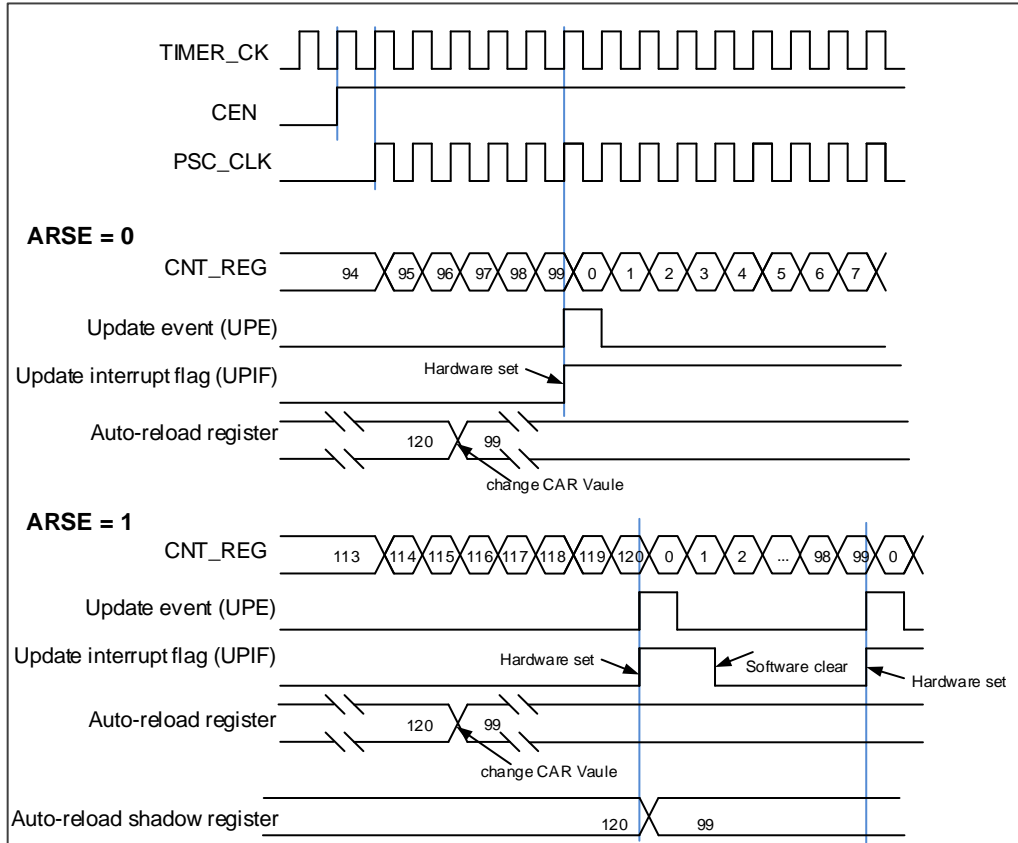 TIMER_CK
CEN
PSC_CLK
ARSE = 0
CNT_REG 94 95 96 97 98 99 0 1 2 3 4 5 6 7
Update event (UPE)
Update interrupt flag (UPIF) Hardware set
Auto-reload register 120 99
change CAR Vaule
ARSE = 1
CNT_REG 113 114 115 116 117 118 119 120 0 1 2 ... 98 99 0
Update event (UPE)
Update interrupt flag (UPIF) Hardware set Software clear Hardware set
Auto-reload register 120 99
change CAR Vaule
Auto-reload shadow register 120 99